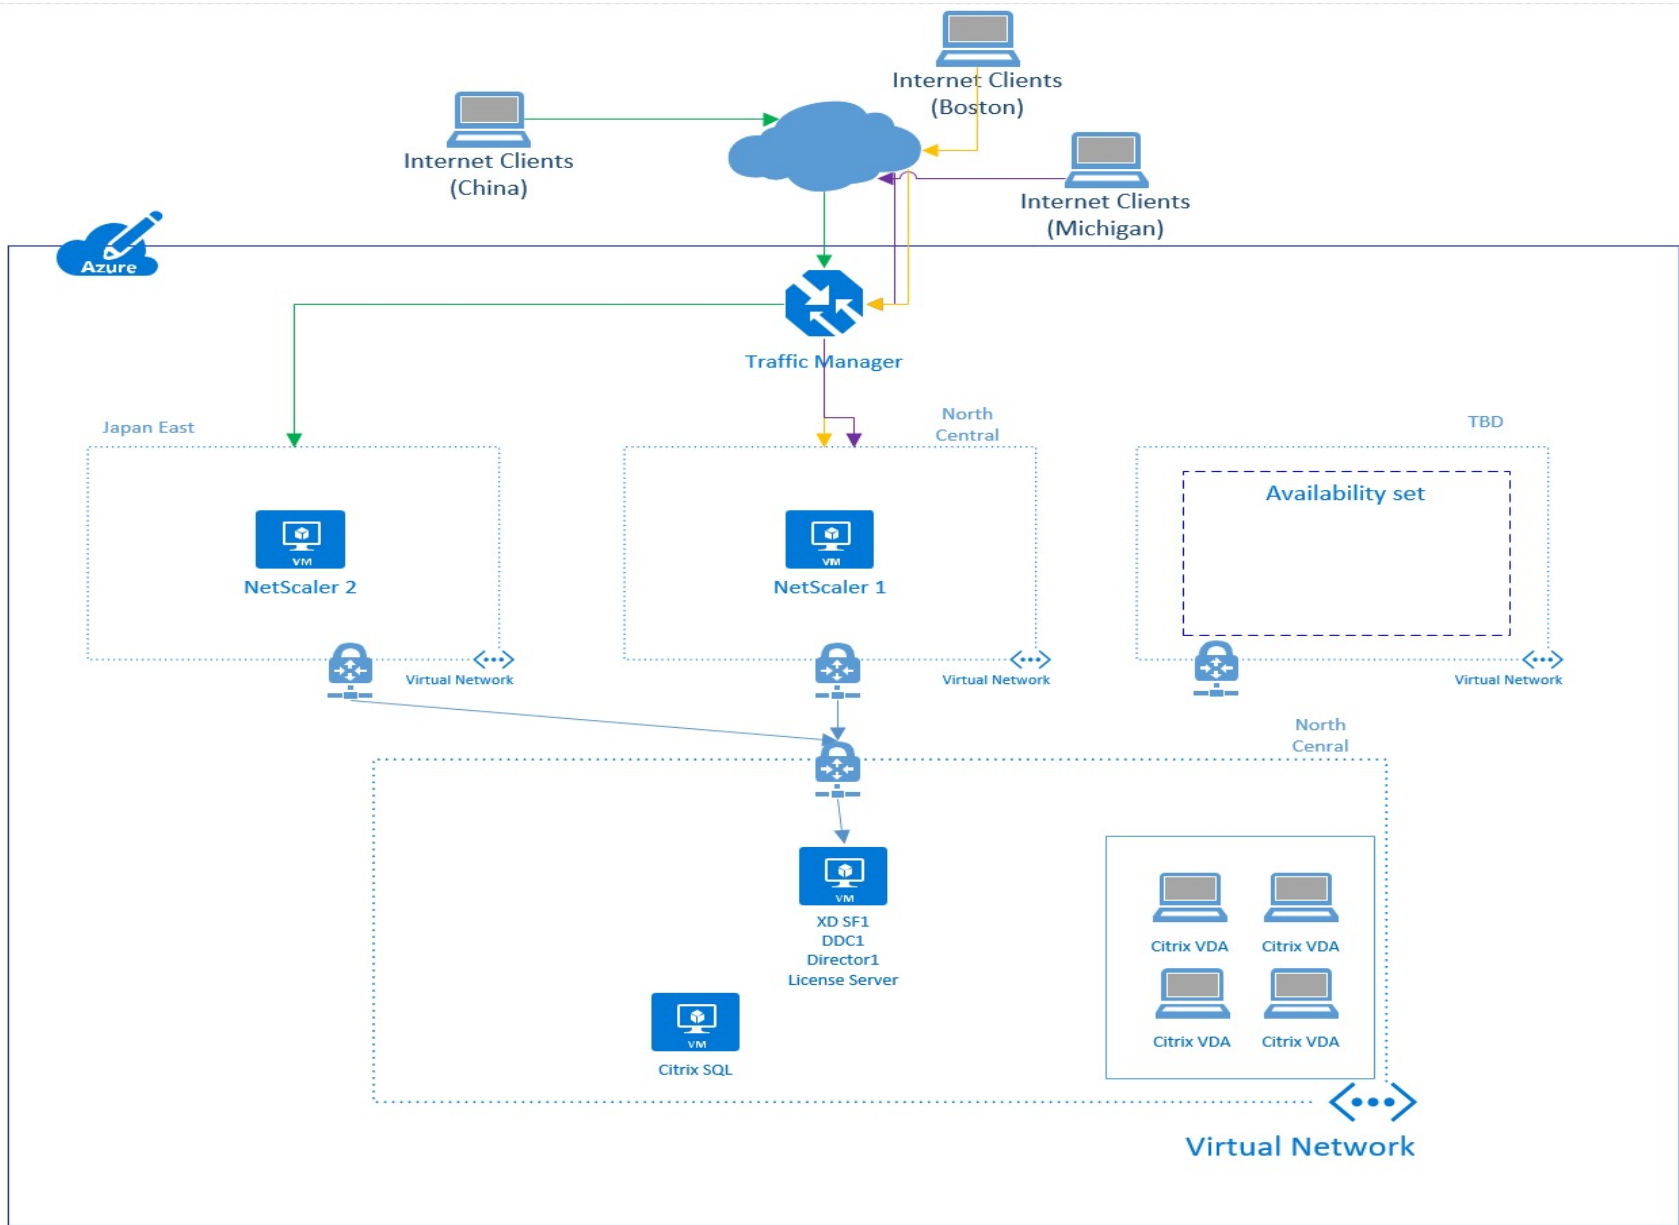 Internet Clients
(Boston)
Internet Clients
(China)
Internet Clients
(Michigan)
Azure
Traffic Manager
Japan East
North
Central
TBD
Availability set
VM
NetScaler 2
VM
NetScaler 1
Virtual Network
Virtual Network
Virtual Network
North
Cenral
VM
XD SF1
DDC1
Director1
License Server
Citrix VDA
Citrix VDA
VM
Citrix SQL
Citrix VDA
Citrix VDA
Virtual Network